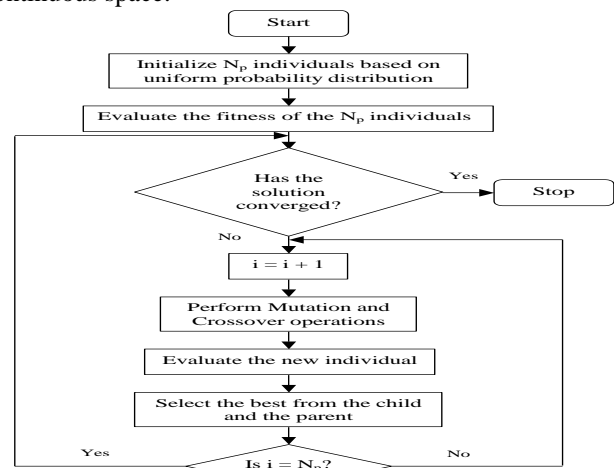 Start
Initialize Np individuals based on
uniform probability distribution
Evaluate the fitness of the Np individuals
Has the
solution
converged?
Yes
Stop
No
i = i + 1
Perform Mutation and
Crossover operations
Evaluate the new individual
Select the best from the child
and the parent
Yes
Is i = Np?
No